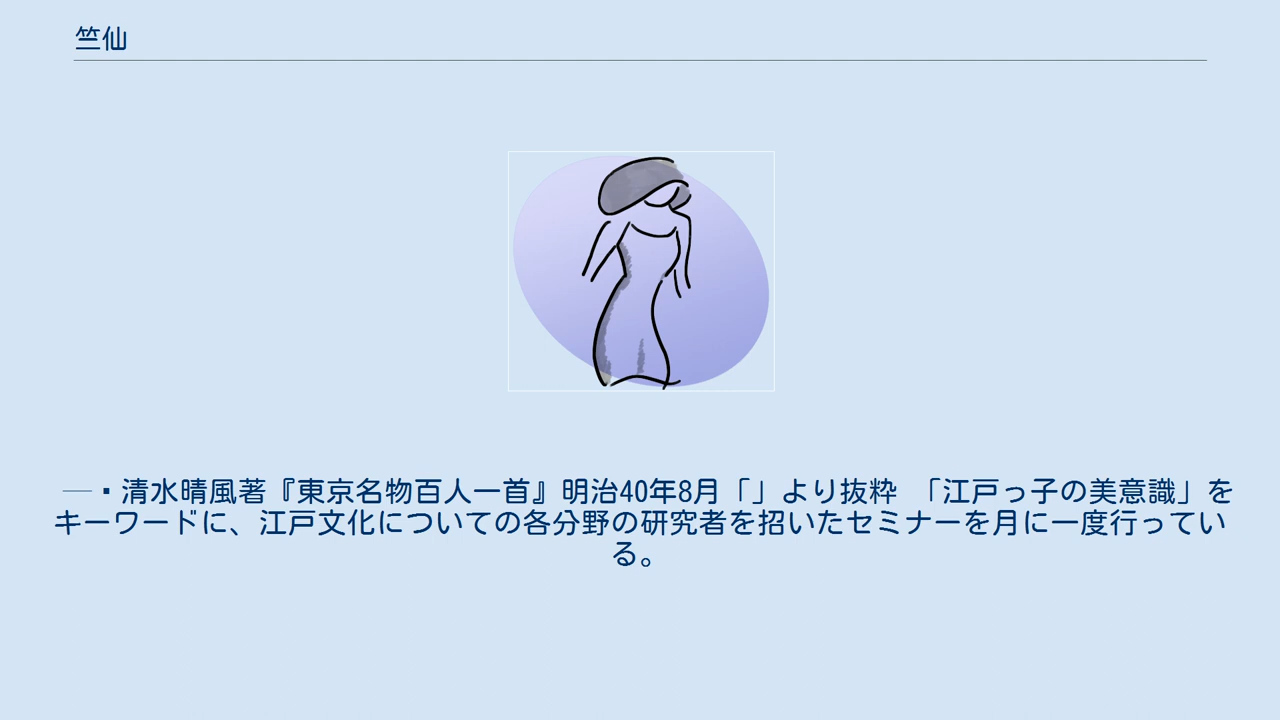 竺仙
―▪清水晴風著『東京名物百人一首』明治40年8月「」より抜粋 「江戸っ子の美意識」を
キーワードに、江戸文化についての各分野の研究者を招いたセミナーを月に一度行ってい
る。